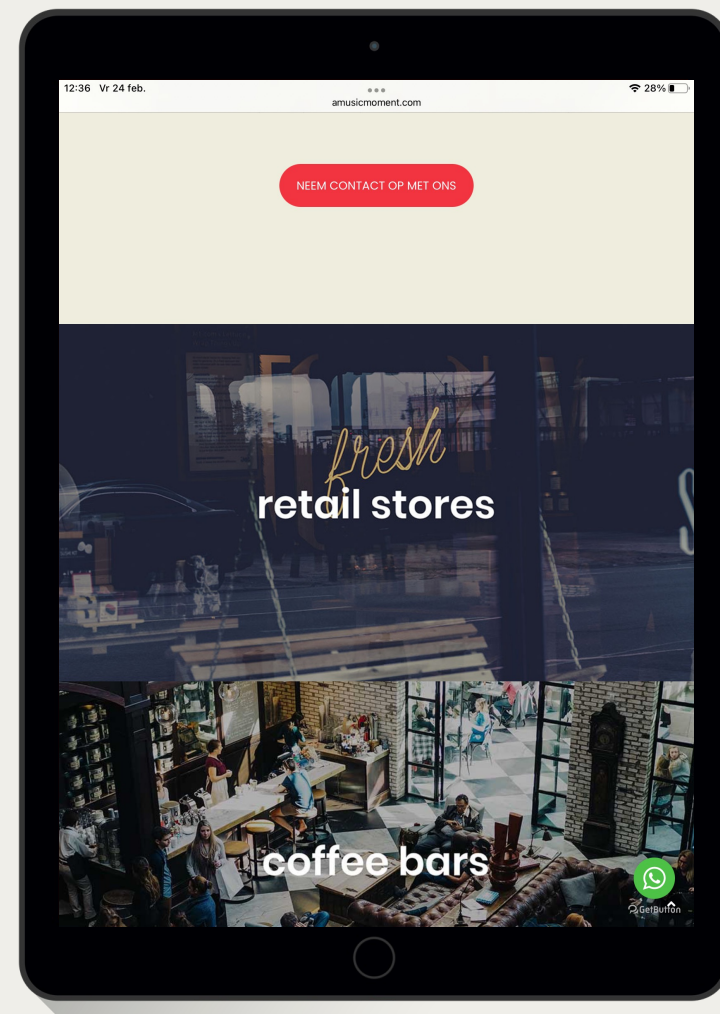 12:36 Vr 24 feb.
28%
amusicmoment.com
NEEM CONTACT OP MET ONS
fresh
retail stores
coffee bars
GetButton